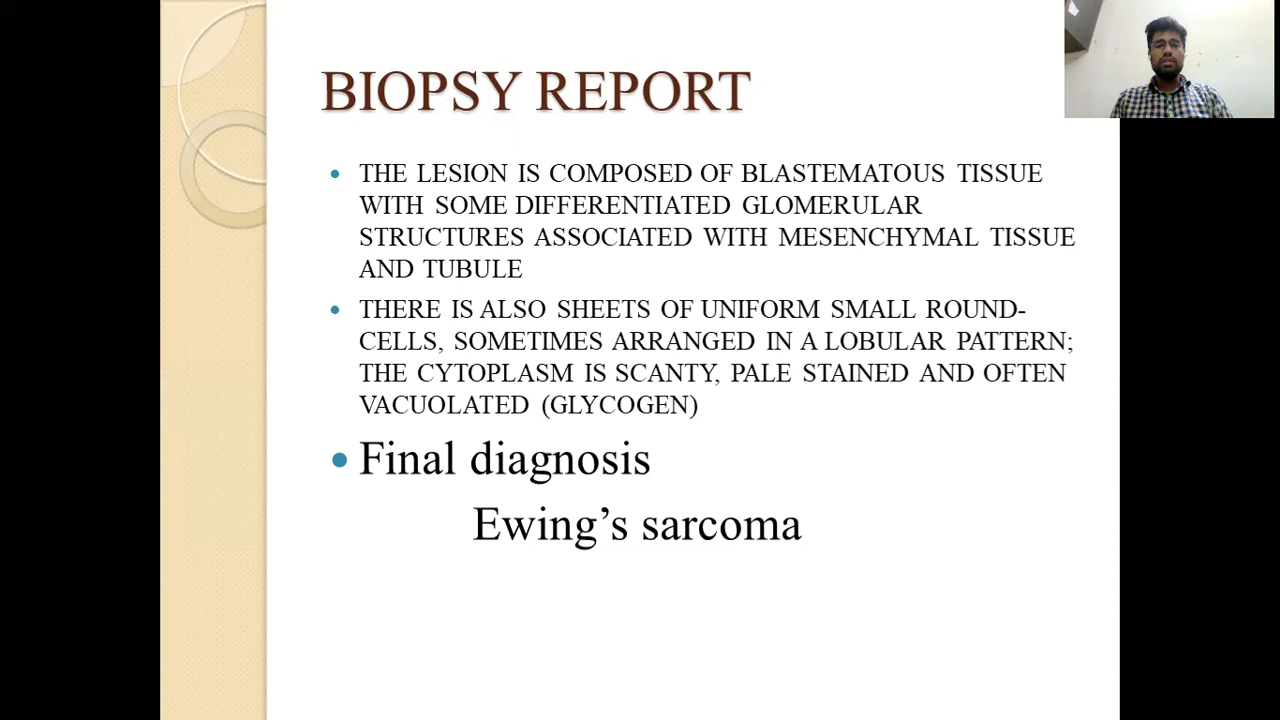 BIOPSY REPORT
• THE LESION IS COMPOSED OF BLASTEMATOUS TISSUE
WITH SOME DIFFERENTIATED GLOMERULAR
STRUCTURES ASSOCIATED WITH MESENCHYMAL TISSUE
AND TUBULE
• THERE IS ALSO SHEETS OF UNIFORM SMALL ROUND-
CELLS, SOMETIMES ARRANGED IN A LOBULAR PATTERN;
THE CYTOPLASM IS SCANTY, PALE STAINED AND OFTEN
VACUOLATED (GLYCOGEN)
• Final diagnosis
Ewing’s sarcoma